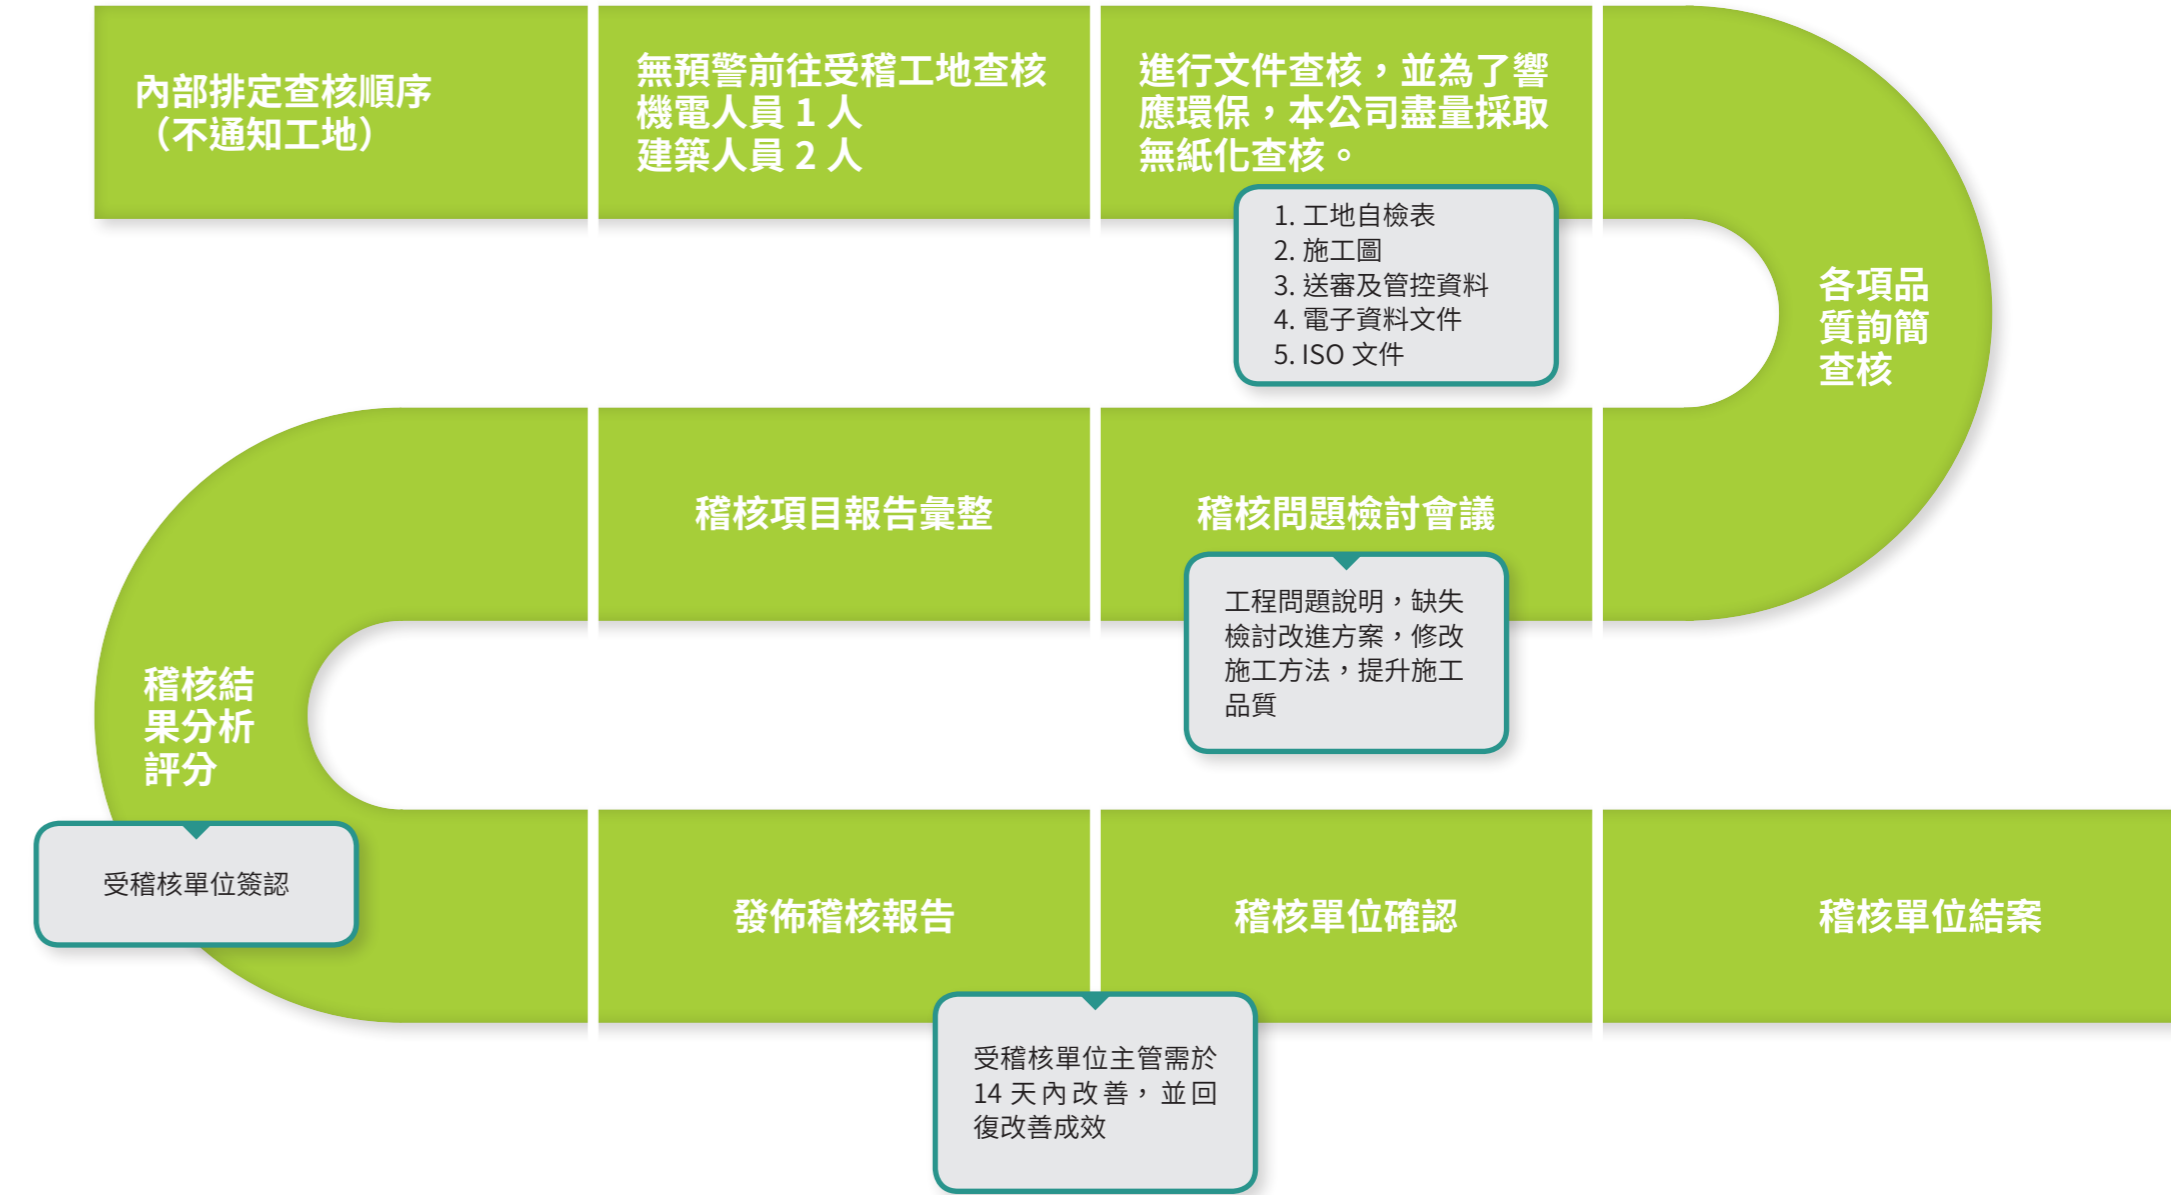 內部排定查核順序
（不通知工地）
無預警前往受稽工地查核
機電人員 1 人
建築人員 2 人
進行文件查核，並為了響
應環保，本公司盡量採取
無紙化查核。
1. 工地自檢表
2. 施工圖
3. 送審及管控資料
4. 電子資料文件
5. ISO 文件
各項品
質詢簡
查核
稽核問題檢討會議
工程問題說明，缺失
檢討改進方案，修改
施工方法，提升施工
品質
稽核項目報告彙整
稽核結
果分析
評分
受稽核單位簽認
發佈稽核報告
受稽核單位主管需於
14 天內改善，並回
復改善成效
稽核單位確認
稽核單位結案